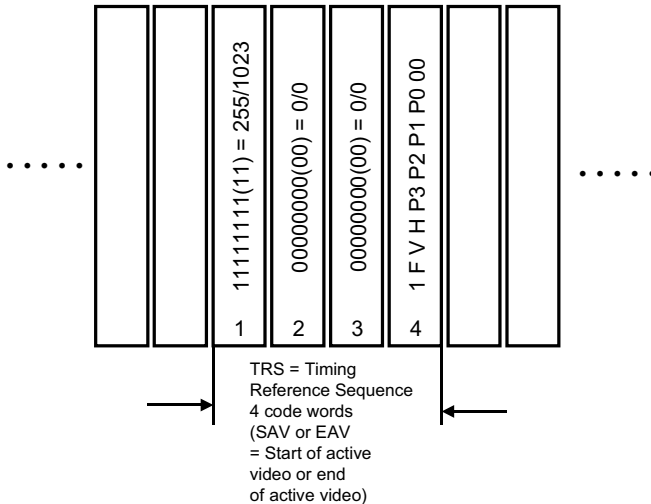 11111111(11) = 255/1023
00000000(00) = 0/0
00000000(00) = 0/0
1 F V H P3 P2 P1 P0 00
1
2
3
4
TRS = Timing
Reference Sequence
4 code words
(SAV or EAV
= Start of active
video or end
of active video)